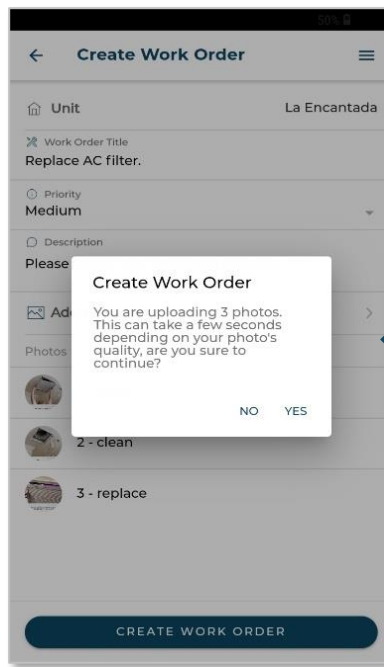 50%
Create Work Order
Unit La Encantada
Work Order Title
Replace AC filter.
Priority
Medium
Description
Please
Create Work Order
You are uploading 3 photos.
This can take a few seconds
depending on your photo's
quality, are you sure to
continue?
NO YES
Ad
Photos
2 - clean
3 - replace
CREATE WORK ORDER